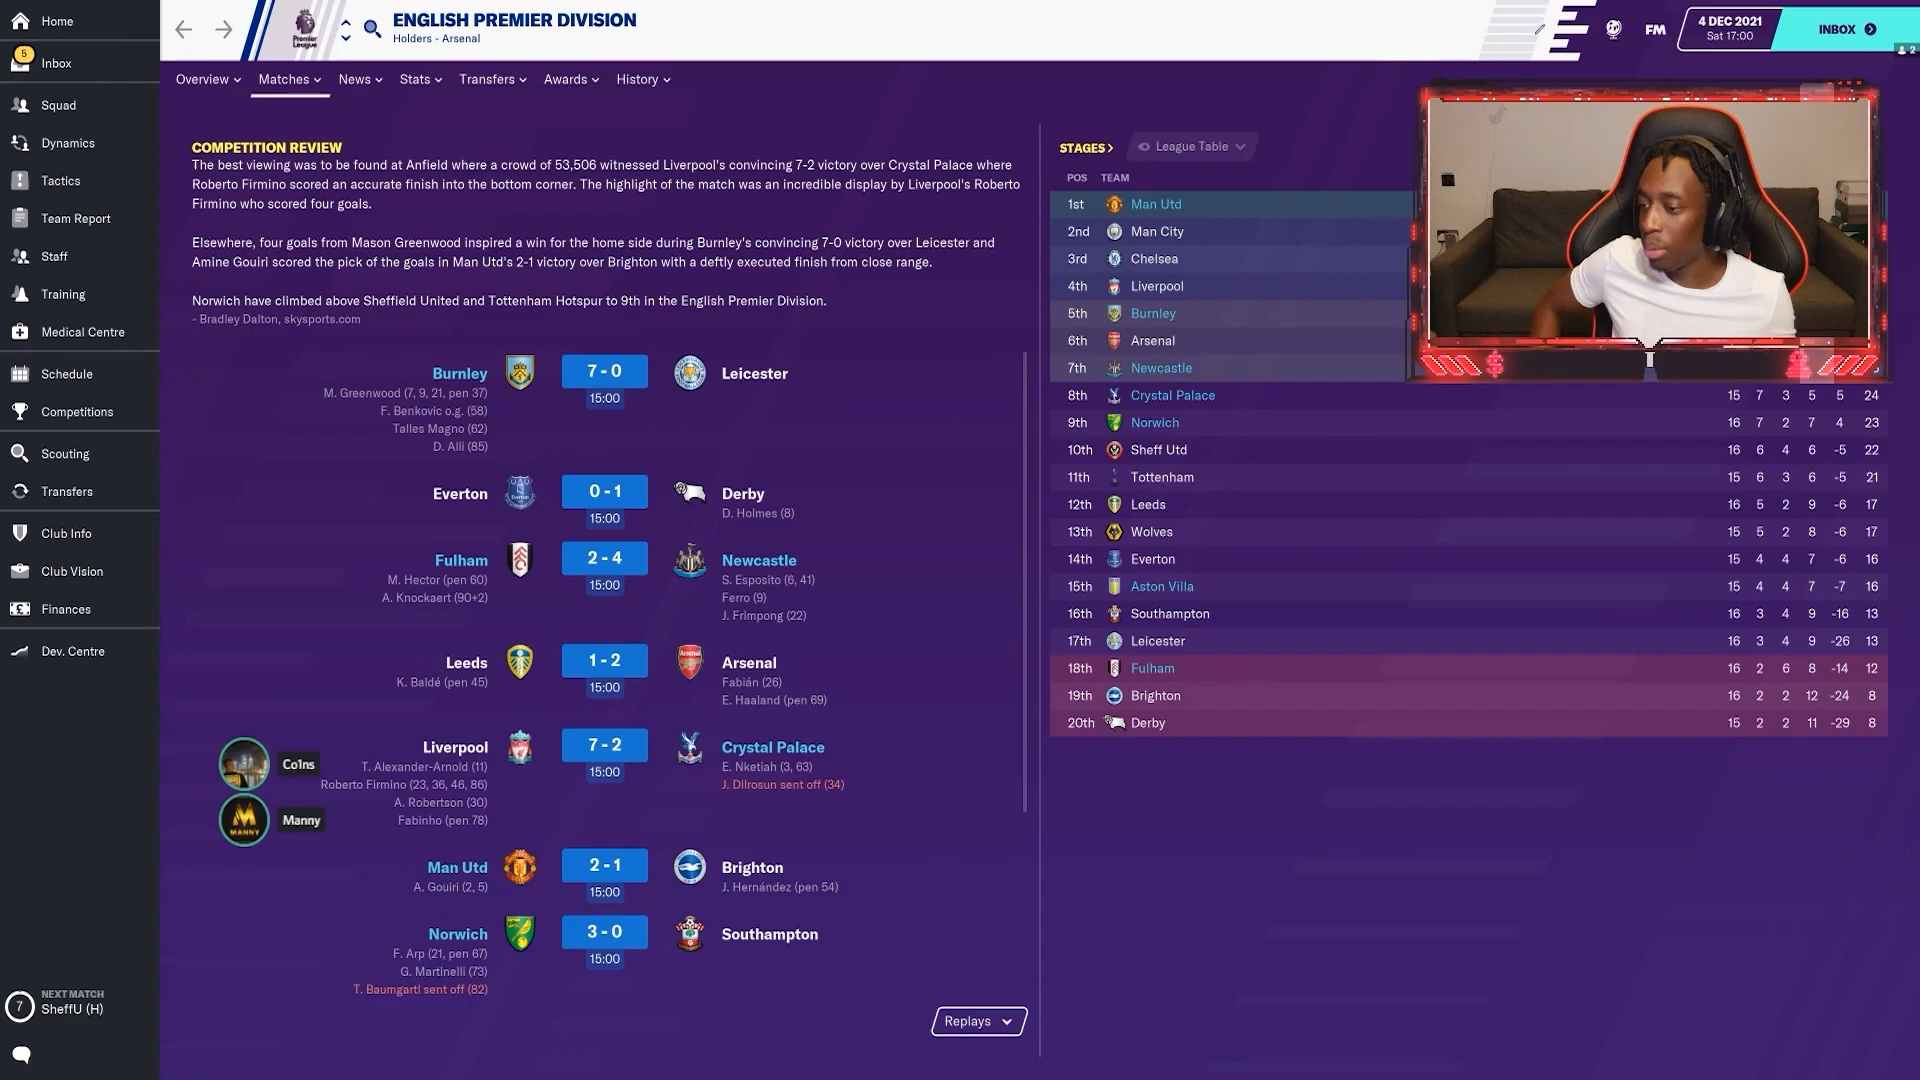 Home
5
Inbox
Squad
Dynamics
Tactics
Team Report
Staff
Training
Medical Centre
Schedule
Competitions
Scouting
Transfers
Club Info
Club Vision
Finances
Dev. Centre
7
NEXT MATCH
SheffU (H)
Premier League
ENGLISH PREMIER DIVISION
Holders - Arsenal
FM
4 DEC 2021
Sat 17:00
INBOX
2
Overview Matches News Stats Transfers Awards History
COMPETITION REVIEW
The best viewing was to be found at Anfield where a crowd of 53,506 witnessed Liverpool's convincing 7-2 victory over Crystal Palace where
Roberto Firmino scored an accurate finish into the bottom corner. The highlight of the match was an incredible display by Liverpool's Roberto
Firmino who scored four goals.
Elsewhere, four goals from Mason Greenwood inspired a win for the home side during Burnley's convincing 7-0 victory over Leicester and
Amine Gouiri scored the pick of the goals in Man Utd's 2-1 victory over Brighton with a deftly executed finish from close range.
Norwich have climbed above Sheffield United and Tottenham Hotspur to 9th in the English Premier Division.
- Bradley Dalton, skysports.com
Burnley 7 - 0 Leicester
M. Greenwood (7, 9, 21, pen 37) 15:00
F. Benkovic o.g. (58)
Talles Magno (62)
D. Alli (85)
Everton 0 - 1 Derby
15:00 D. Holmes (8)
Fulham 2 - 4 Newcastle
M. Hector (pen 60) 15:00 S. Esposito (6, 41)
A. Knockaert (90+2) Ferro (9)
J. Frimpong (22)
Leeds 1 - 2 Arsenal
K. Baldé (pen 45) 15:00 Fabián (26)
E. Haaland (pen 69)
Liverpool 7 - 2 Crystal Palace
T. Alexander-Arnold (11) 15:00 E. Nketiah (3, 63)
Roberto Firmino (23, 36, 46, 86) J. Dilrosun sent off (34)
A. Robertson (30)
Fabinho (pen 78)
Co1ns
MANNY
Manny
Man Utd 2 - 1 Brighton
A. Gouiri (2, 5) 15:00 J. Hernández (pen 54)
Norwich 3 - 0 Southampton
F. Arp (21, pen 67) 15:00
G. Martinelli (73)
T. Baumgartl sent off (82)
Replays
STAGES> League Table
POS TEAM
1st Man Utd
2nd Man City
3rd Chelsea
4th Liverpool
5th Burnley
6th Arsenal
7th Newcastle
8th Crystal Palace 15 7 3 5 5 24
9th Norwich 16 7 2 7 4 23
10th Sheff Utd 16 6 4 6 -5 22
11th Tottenham 15 6 3 6 -5 21
12th Leeds 16 5 2 9 -6 17
13th Wolves 15 5 2 8 -6 17
14th Everton 15 4 4 7 -6 16
15th Aston Villa 15 4 4 7 -7 16
16th Southampton 16 3 4 9 -16 13
17th Leicester 16 3 4 9 -26 13
18th Fulham 16 2 6 8 -14 12
19th Brighton 16 2 2 12 -24 8
20th Derby 15 2 2 11 -29 8